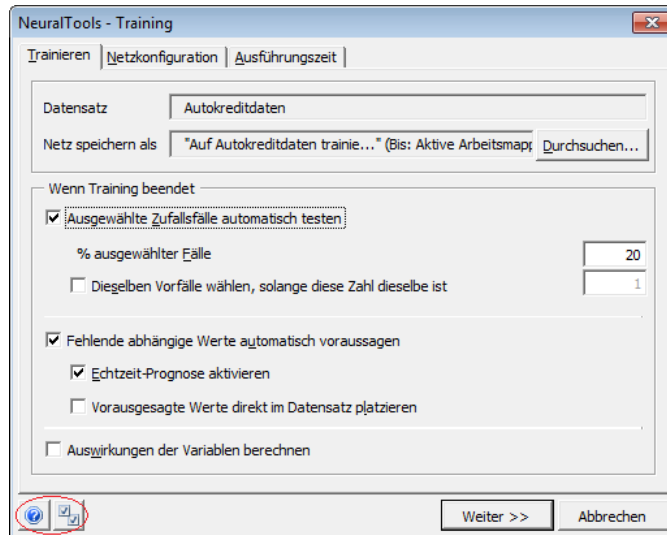 NeuralTools - Training
Trainieren
Netzkonfiguration
Ausführungszeit
Datensatz Autokreditdaten
Netz speichern als "Auf Autokreditdaten trainie..." (Bis: Aktive Arbeitsmapp Durchsuchen...
Wenn Training beendet
Ausgewählte Zufallsfälle automatisch testen
% ausgewählter Fälle 20
Dieselben Vorfälle wählen, solange diese Zahl dieselbe ist 1
Fehlende abhängige Werte automatisch voraussagen
Echtzeit-Prognose aktivieren
Vorausgesagte Werte direkt im Datensatz platzieren
Auswirkungen der Variablen berechnen
Weiter >> Abbrechen